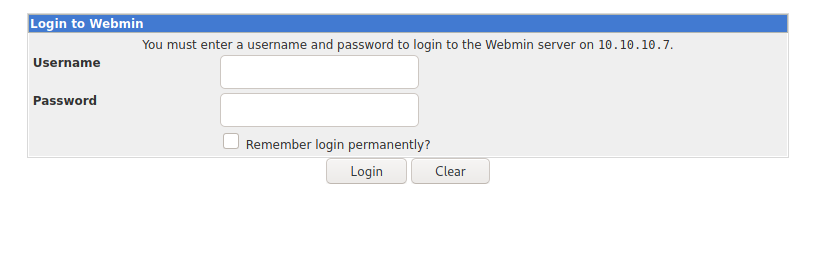 Login to Webmin
You must enter a username and password to login to the Webmin server on 10.10.10.7.
Username
Password
Remember login permanently?
Login Clear